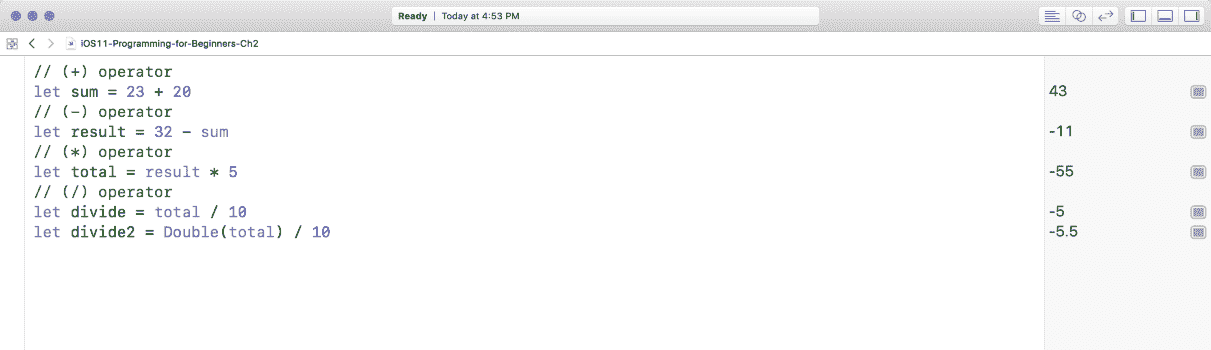 Ready | Today at 4:53 PM
iOS11-Programming-for-Beginners-Ch2
// (+) operator
let sum = 23 + 20 43
// (-) operator
let result = 32 - sum -11
// (*) operator
let total = result * 5 -55
// (/) operator
let divide = total / 10 -5
let divide2 = Double(total) / 10 -5.5